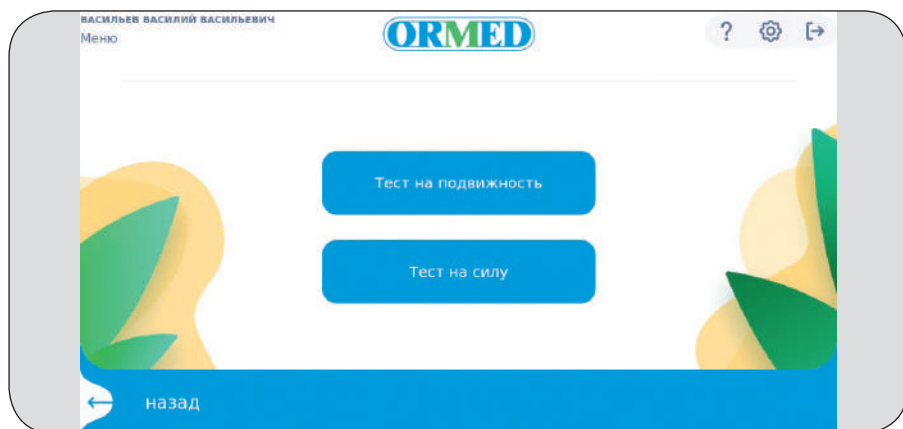 ВАСИЛЬЕВ ВАСИЛИЙ ВАСИЛЬЕВИЧ
Меню
ORMED
?
Тест на подвижность
Тест на силу
назад